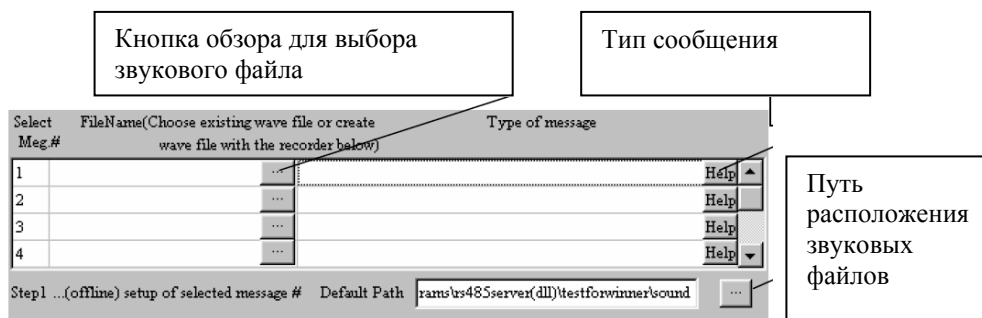 Кнопка обзора для выбора
звукового файла
Тип сообщения
Select FileName(Choose existing wave file or create Type of message
Meg.# wave file with the recorder below)
1 ... Help
2 ... Help
3 ... Help
4 ... Help
Путь
расположения
звуковых
файлов
Step1 ...(offline) setup of selected message # Default Path rams\rs485server(dll)\testforwinner\sound ...